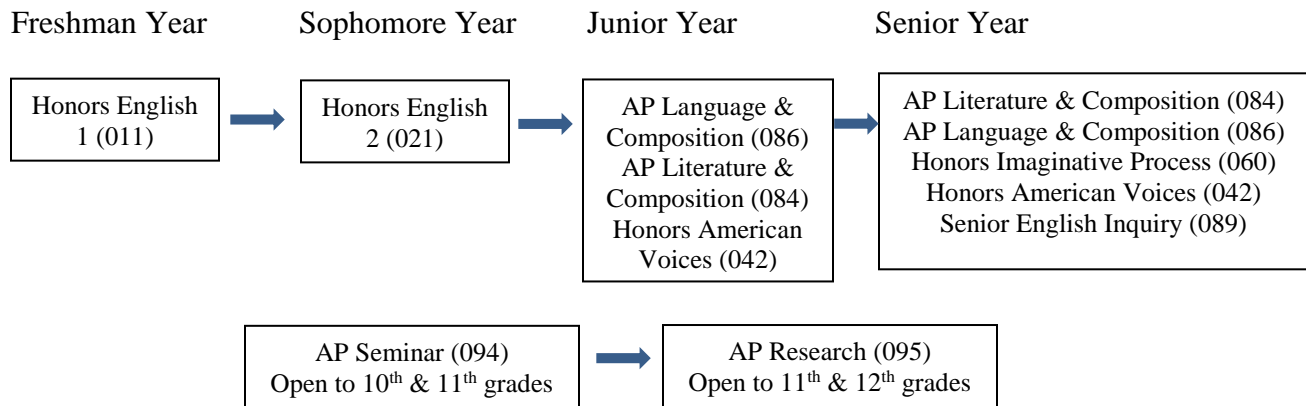 Freshman Year
Sophomore Year
Junior Year
Senior Year
Honors English
1 (011)
Honors English
2 (021)
AP Language &
Composition (086)
AP Literature &
Composition (084)
Honors American
Voices (042)
AP Literature & Composition (084)
AP Language & Composition (086)
Honors Imaginative Process (060)
Honors American Voices (042)
Senior English Inquiry (089)
AP Seminar (094)
Open to 10th & 11th grades
AP Research (095)
Open to 11th & 12th grades